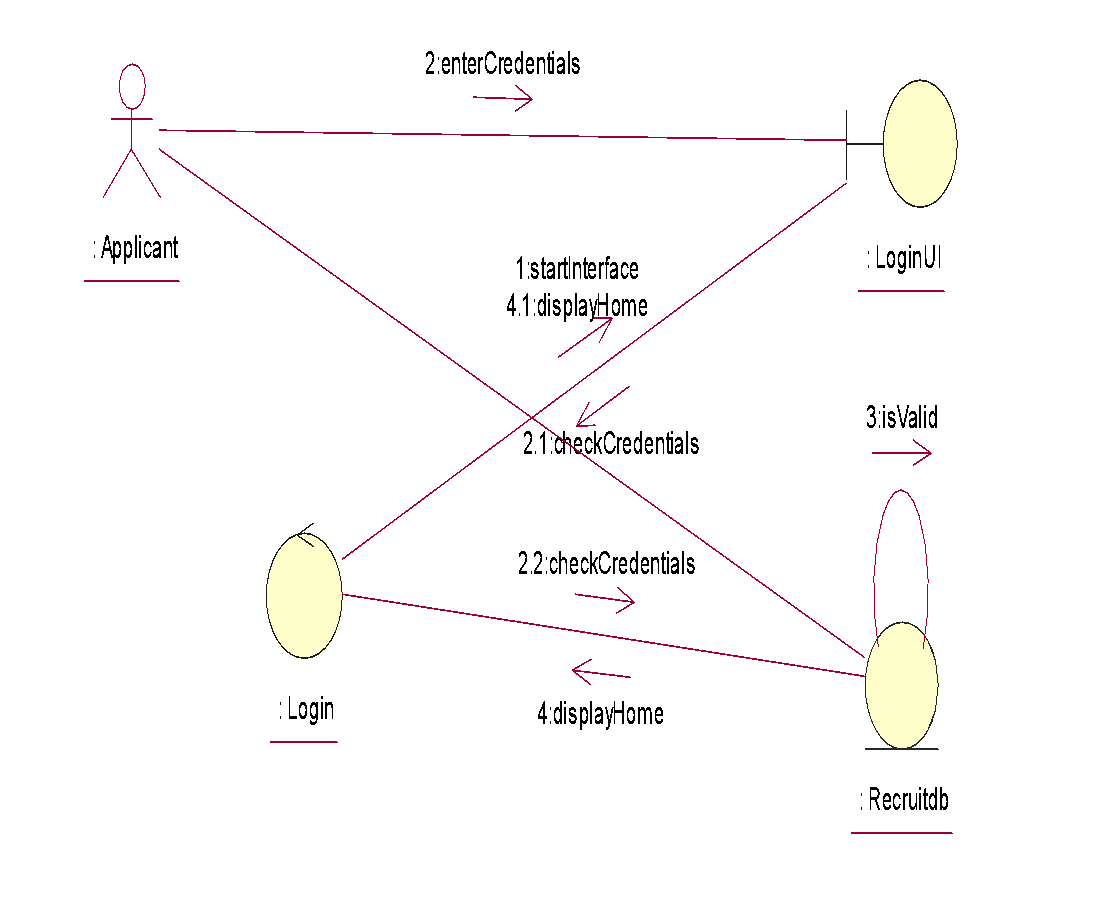 2:enterCredentials
: Applicant
: LoginUI
1:startInterface
4.1:displayHome
3:isValid
2.1:checkCredentials
2.2:checkCredentials
: Login
4:displayHome
: Recruitdb